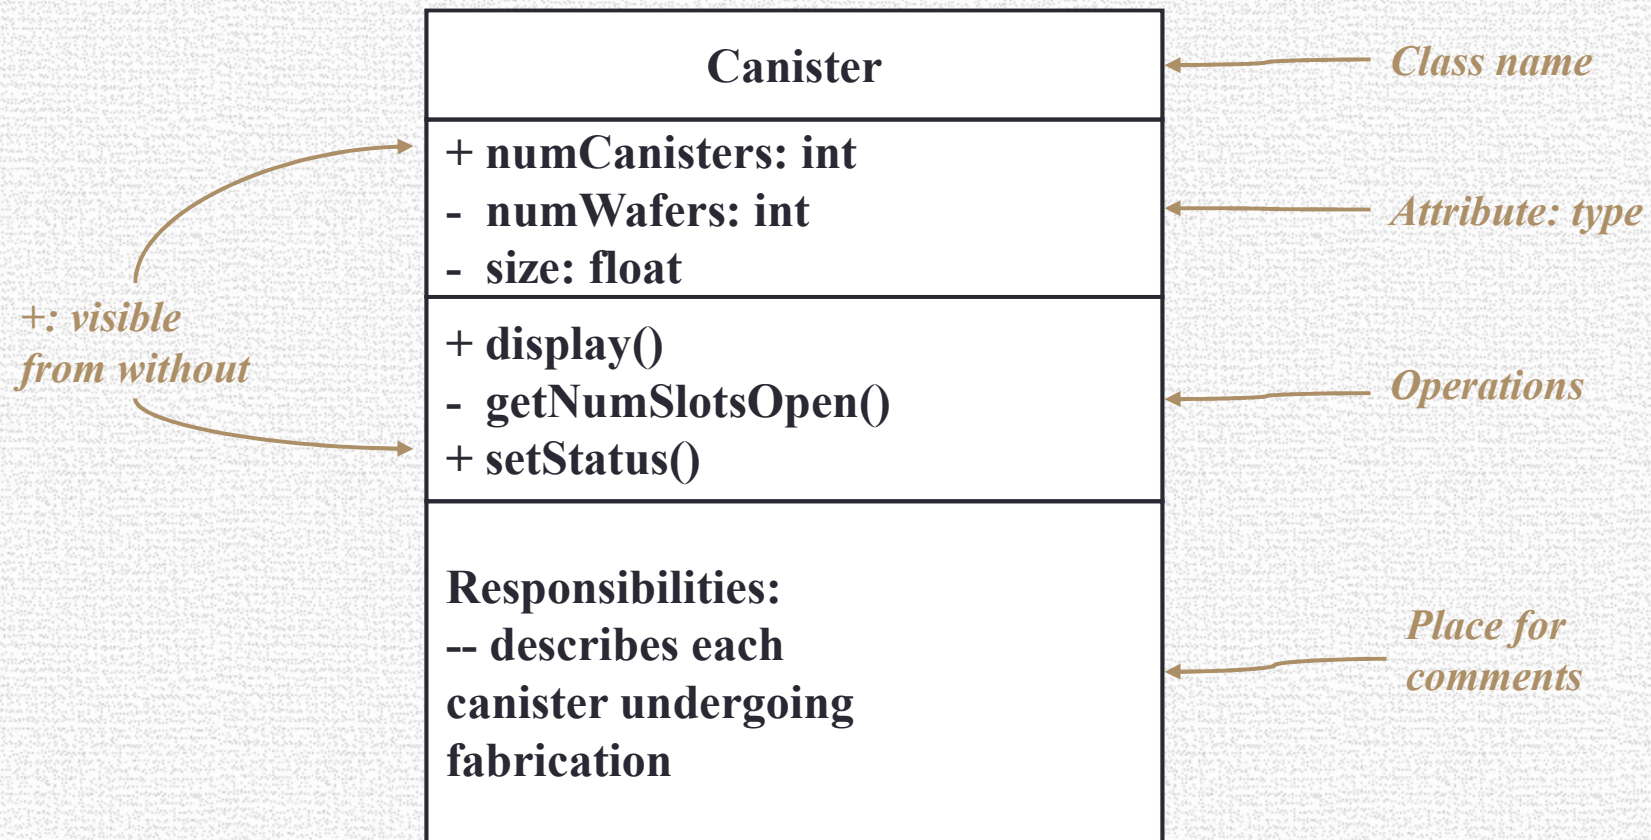 Canister
Class name
+ numCanisters: int
- numWafers: int
- size: float
Attribute: type
+: visible
from without
+ display()
- getNumSlotsOpen()
+ setStatus()
Operations
Responsibilities:
-- describes each
canister undergoing
fabrication
Place for
comments